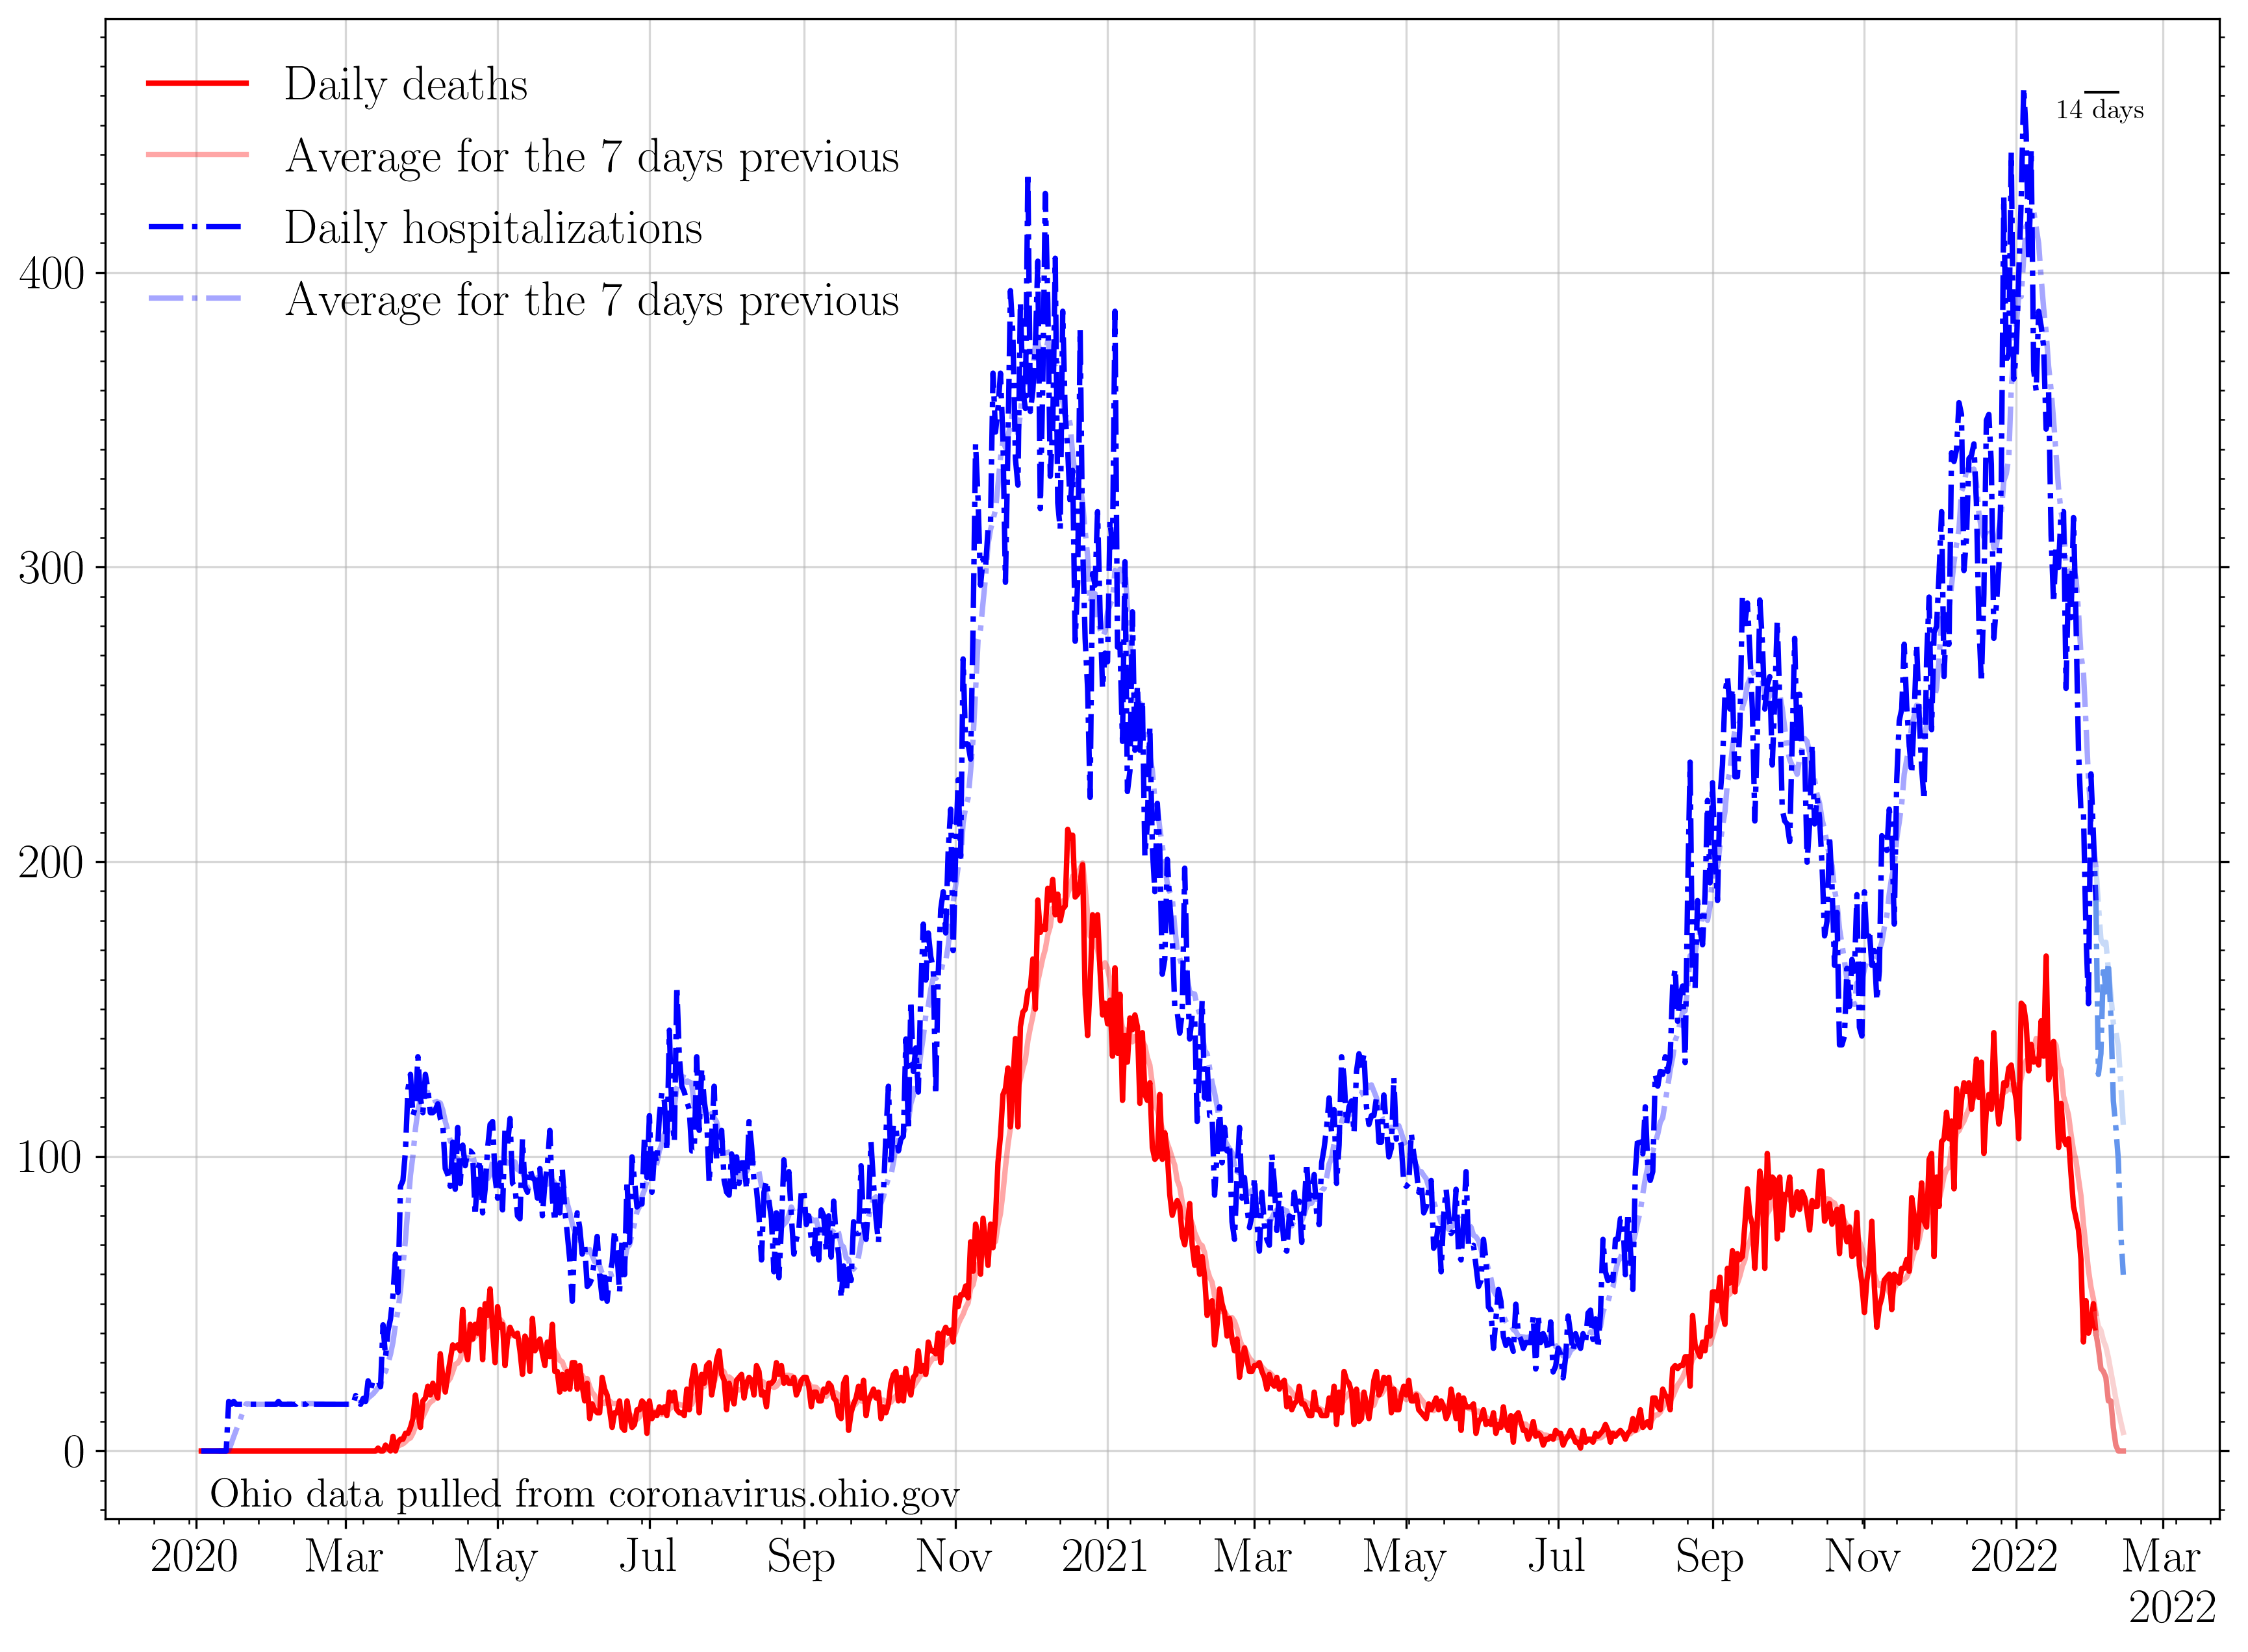 Daily deaths
Average for the 7 days previous
Daily hospitalizations
Average for the 7 days previous
14 days
400
300
200
100
0
Ohio data pulled from coronavirus.ohio.gov
2020 Mar May Jul Sep Nov 2021 Mar May Jul Sep Nov 2022 Mar
2022